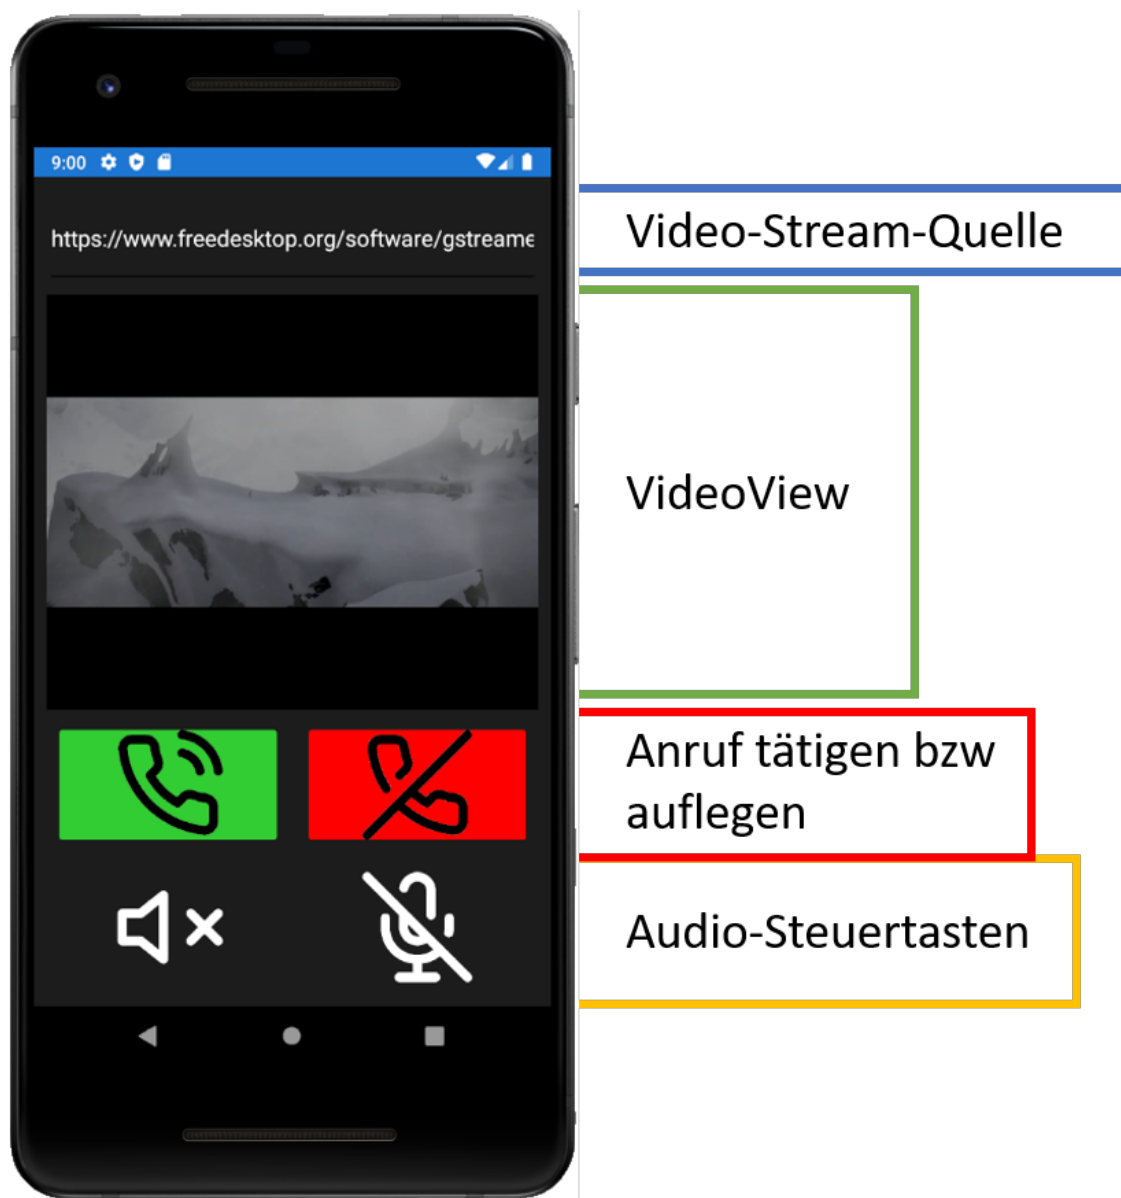 9:00
https://www.freedesktop.org/software/gstreame
Video-Stream-Quelle
VideoView
Anruf tätigen bzw
auflegen
Audio-Steuertasten